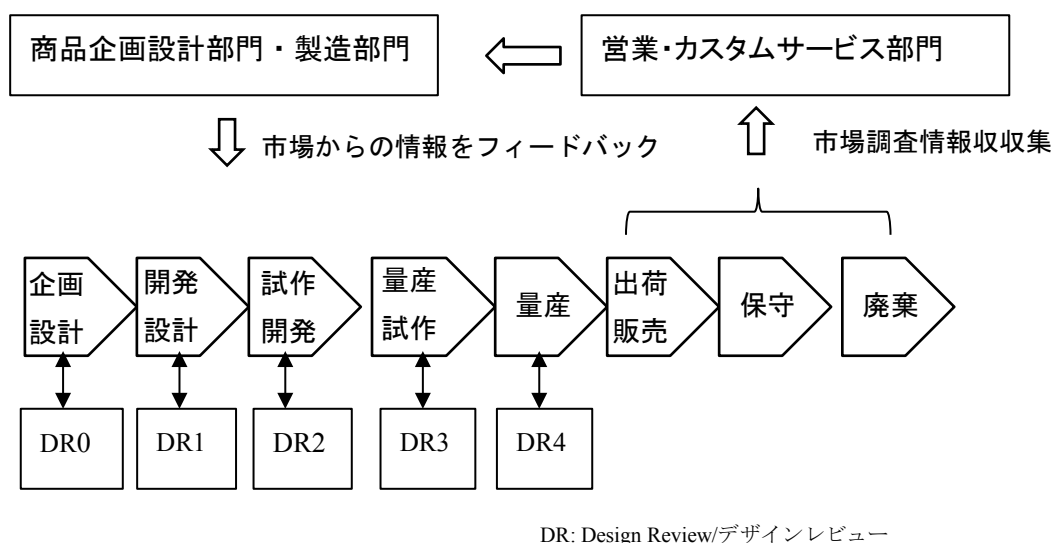 商品企画設計部門・製造部門
営業・カスタムサービス部門
市場からの情報をフィードバック
市場調査情報収収集
企画
設計
開発
設計
試作
開発
量産
試作
量産
出荷
販売
保守
廃棄
DR0
DR1
DR2
DR3
DR4
DR: Design Review/デザインレビュー